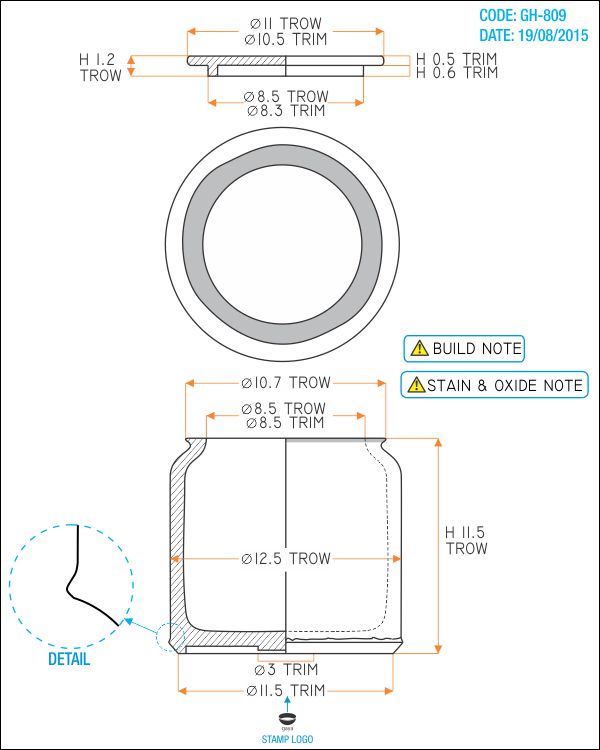 CODE: GH-809
DATE: 19/08/2015
Ø11 TROW
Ø10.5 TRIM
H 1.2
TROW
H 0.5 TRIM
H 0.6 TRIM
Ø8.5 TROW
Ø8.3 TRIM
BUILD NOTE
STAIN & OXIDE NOTE
Ø10.7 TROW
Ø8.5 TROW
Ø8.5 TRIM
H 11.5
TROW
Ø12.5 TROW
DETAIL
Ø3 TRIM
Ø11.5 TRIM
gaya
STAMP LOGO